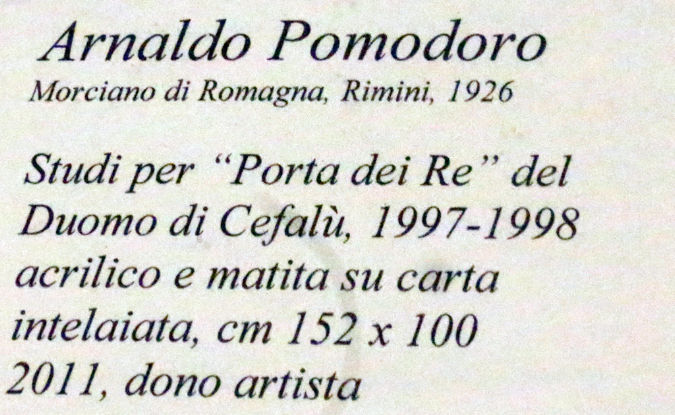 Arnaldo Pomodoro
Morciano di Romagna, Rimini, 1926
Studi per “Porta dei Re” del
Duomo di Cefalù, 1997-1998
acrilico e matita su carta
intelaiata, cm 152 x 100
2011, dono artista